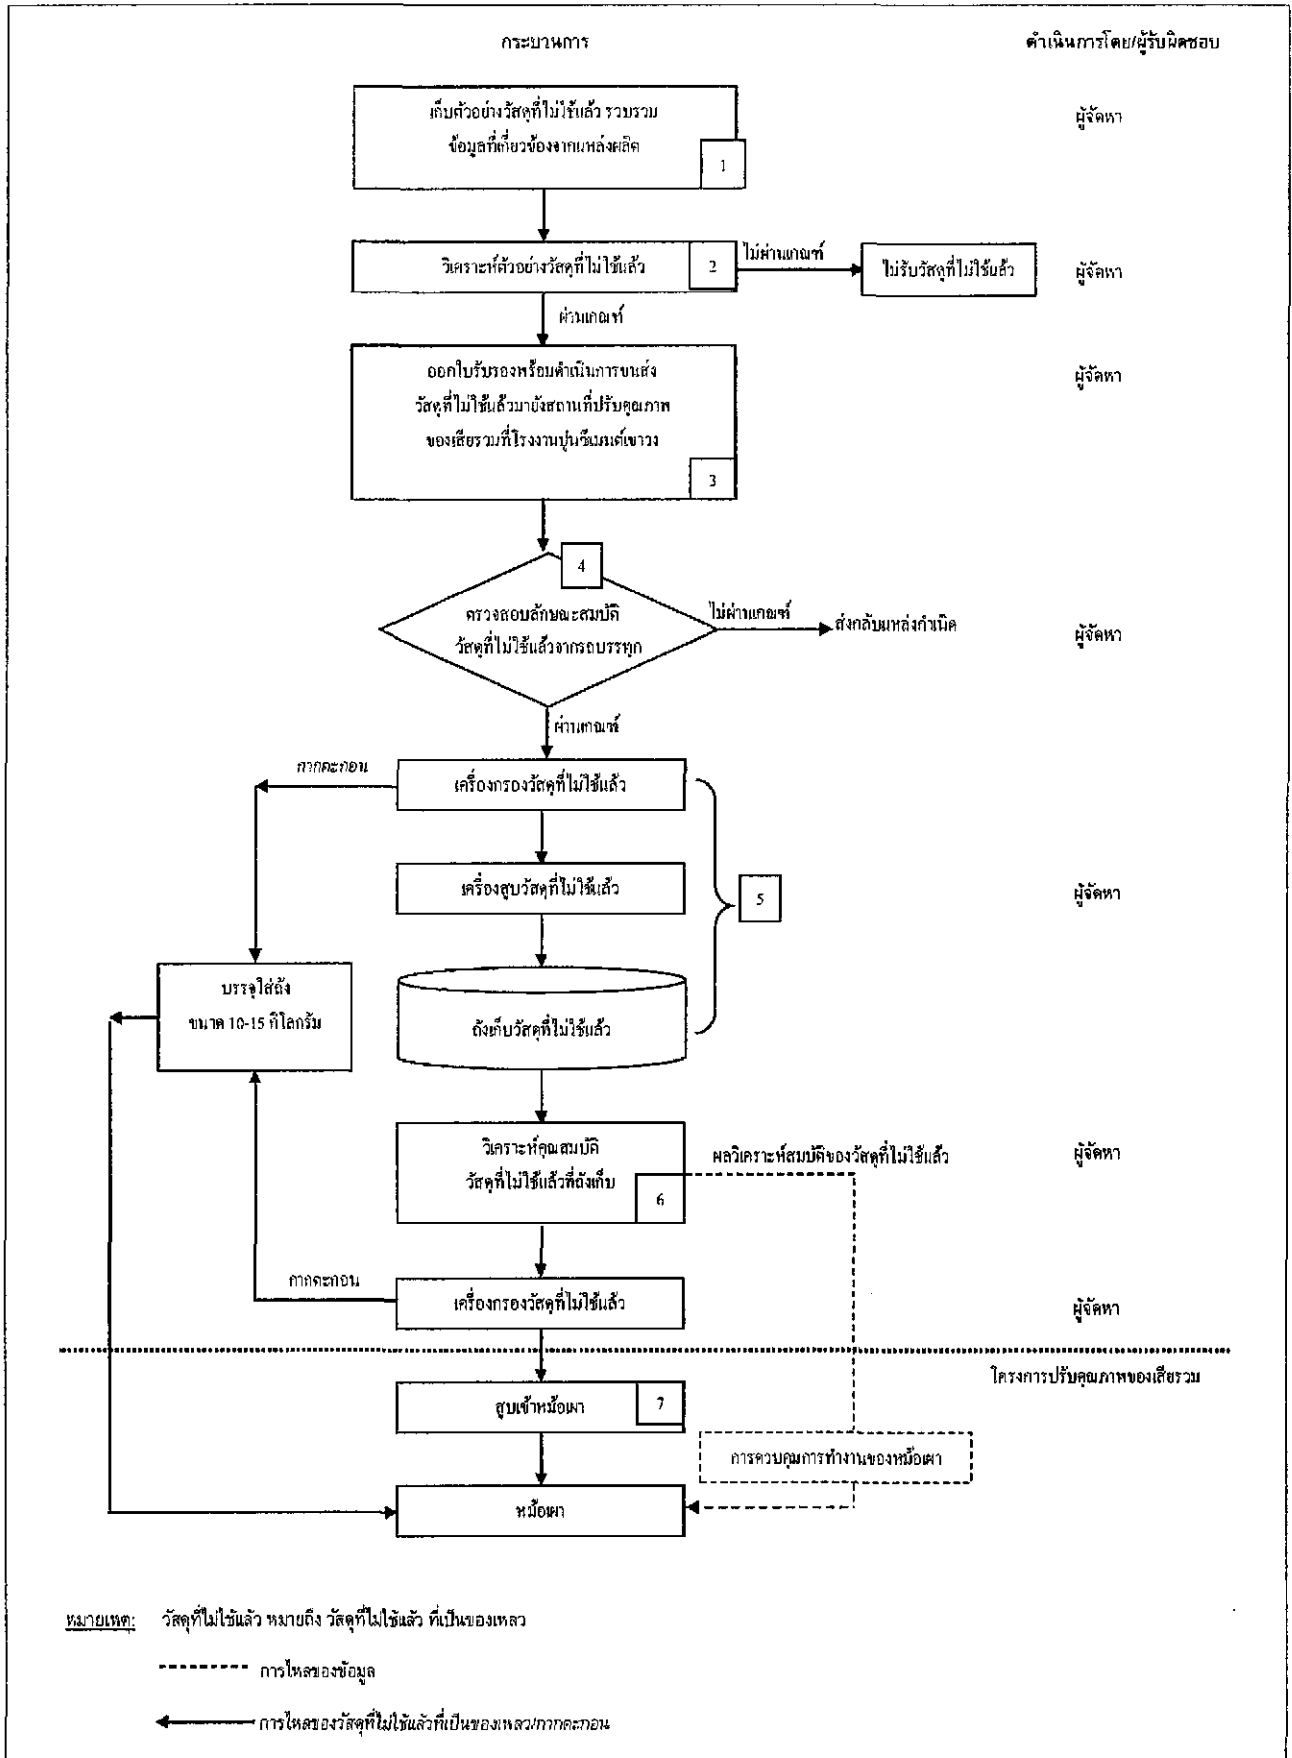 กระบวนการ
ดำเนินการโดย/ผู้รับผิดชอบ
เก็บตัวอย่างวัสดุที่ไม่ใช้แล้ว รวบรวม
ข้อมูลที่เกี่ยวข้องจากแหล่งผลิต
1
ผู้จัดหา
วิเคราะห์ตัวอย่างวัสดุที่ไม่ใช้แล้ว
2
ไม่ผ่านเกณฑ์
ไม่รับวัสดุที่ไม่ใช้แล้ว
ผู้จัดหา
ผ่านเกณฑ์
ออกใบรับรองพร้อมดำเนินการขนส่ง
วัสดุที่ไม่ใช้แล้วมายังสถานที่ปรับคุณภาพ
ของเสียรวมที่โรงงานปูนซีเมนต์เขาวง
3
ผู้จัดหา
4
ตรวจสอบลักษณะสมบัติ
วัสดุที่ไม่ใช้แล้วจากรถบรรทุก
ไม่ผ่านเกณฑ์
ส่งกลับแหล่งกำเนิด
ผู้จัดหา
ผ่านเกณฑ์
กากตะกอน
เครื่องกรองวัสดุที่ไม่ใช้แล้ว
เครื่องสูบวัสดุที่ไม่ใช้แล้ว
5
ผู้จัดหา
บรรจุใส่ถุง
ขนาด 10-15 กิโลกรัม
ถังเก็บวัสดุที่ไม่ใช้แล้ว
วิเคราะห์คุณสมบัติ
วัสดุที่ไม่ใช้แล้วที่ถังเก็บ
6
ผลวิเคราะห์สมบัติของวัสดุที่ไม่ใช้แล้ว
ผู้จัดหา
กากตะกอน
เครื่องกรองวัสดุที่ไม่ใช้แล้ว
ผู้จัดหา
โครงการปรับคุณภาพของเสียรวม
สูบเข้าหม้อเผา
7
การควบคุมการทำงานของหม้อเผา
หม้อเผา
หมายเหตุ: วัสดุที่ไม่ใช้แล้ว หมายถึง วัสดุที่ไม่ใช้แล้ว ที่เป็นของเหลว
การไหลของข้อมูล
การไหลของวัสดุที่ไม่ใช้แล้วที่เป็นของเหลว/กากตะกอน